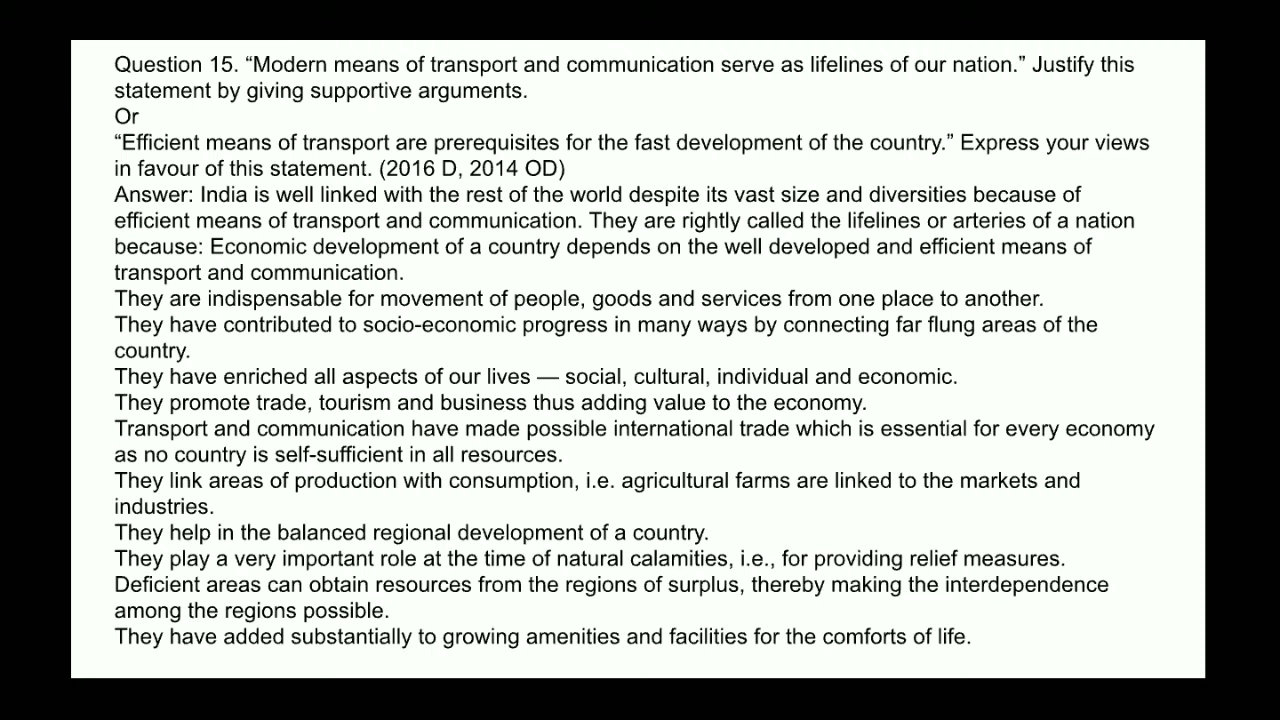 Question 15. “Modern means of transport and communication serve as lifelines of our nation.” Justify this
statement by giving supportive arguments.
Or
“Efficient means of transport are prerequisites for the fast development of the country.” Express your views
in favour of this statement. (2016 D, 2014 OD)
Answer: India is well linked with the rest of the world despite its vast size and diversities because of
efficient means of transport and communication. They are rightly called the lifelines or arteries of a nation
because: Economic development of a country depends on the well developed and efficient means of
transport and communication.
They are indispensable for movement of people, goods and services from one place to another.
They have contributed to socio-economic progress in many ways by connecting far flung areas of the
country.
They have enriched all aspects of our lives — social, cultural, individual and economic.
They promote trade, tourism and business thus adding value to the economy.
Transport and communication have made possible international trade which is essential for every economy
as no country is self-sufficient in all resources.
They link areas of production with consumption, i.e. agricultural farms are linked to the markets and
industries.
They help in the balanced regional development of a country.
They play a very important role at the time of natural calamities, i.e., for providing relief measures.
Deficient areas can obtain resources from the regions of surplus, thereby making the interdependence
among the regions possible.
They have added substantially to growing amenities and facilities for the comforts of life.